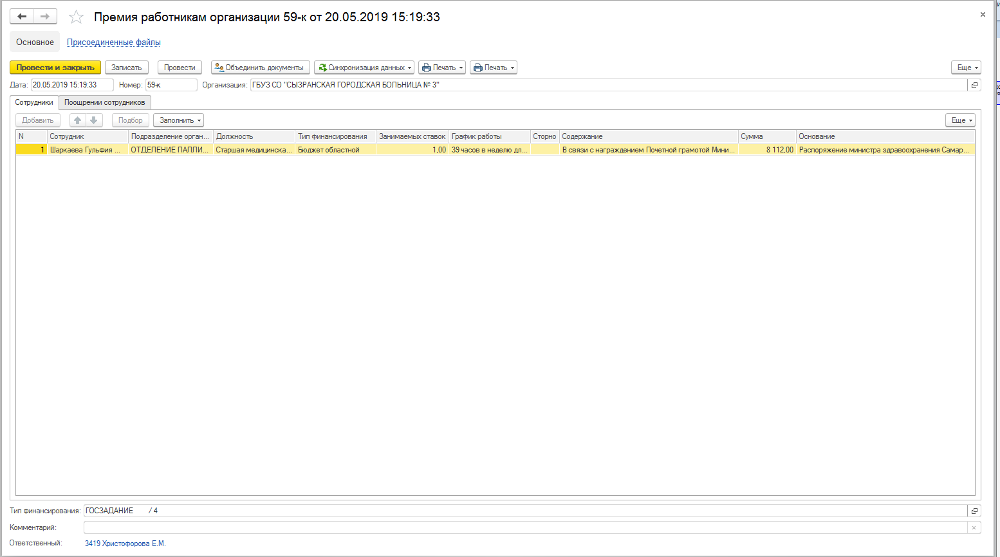 Премия работникам организации 59-к от 20.05.2019 15:19:33
Основное Присоединенные файлы
Провести и закрыть Записать Провести Объединить документы Синхронизация данных Печать Печать Еще
Дата: 20.05.2019 15:19:33 Номер: 59-к Организация: ГБУЗ СО "СЫЗРАНСКАЯ ГОРОДСКАЯ БОЛЬНИЦА № 3"
Сотрудники Поощрении сотрудников
Добавить Подбор Заполнить Еще
N Сотрудник Подразделение орган... Должность Тип финансирования Занимаемых ставок График работы Сторно Содержание Сумма Основание
1 Шаркаева Гульфия ... ОТДЕЛЕНИЕ ПАЛЛИ... Старшая медицинска... Бюджет областной 1,00 39 часов в неделю дл... В связи с награждением Почетной грамотой Мини... 8 112,00 Распоряжение министра здравоохранения Самар...
Тип финансирования: ГОСЗАДАНИЕ / 4
Комментарий:
Ответственный: 3419 Христофорова Е.М.